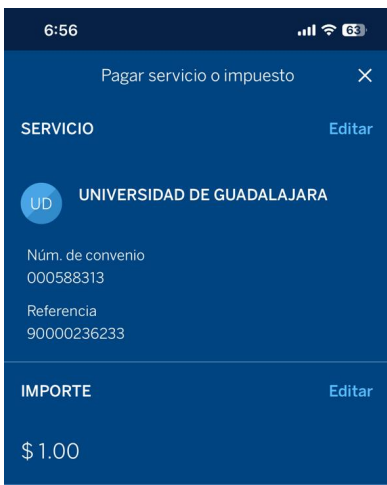 6:56
63
Pagar servicio o impuesto
SERVICIO
Editar
UD
UNIVERSIDAD DE GUADALAJARA
Núm. de convenio
000588313
Referencia
90000236233
IMPORTE
Editar
$ 1.00